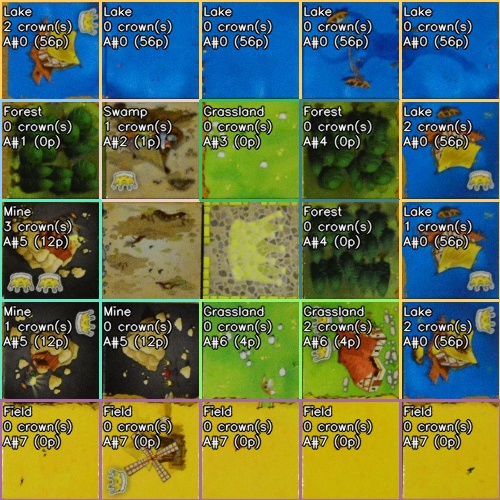 Lake
2 crown(s)
A#0 (56p)
Lake
0 crown(s)
A#0 (56p)
Lake
0 crown(s)
A#0 (56p)
Lake
0 crown(s)
A#0 (56p)
Lake
0 crown(s)
A#0 (56p)
Forest
0 crown(s)
A#1 (0p)
Swamp
1 crown(s)
A#2 (1p)
Grassland
0 crown(s)
A#3 (0p)
Forest
0 crown(s)
A#4 (0p)
Lake
2 crown(s)
A#0 (56p)
Mine
3 crown(s)
A#5 (12p)
Forest
0 crown(s)
A#4 (0p)
Lake
1 crown(s)
A#0 (56p)
Mine
1 crown(s)
A#5 (12p)
Mine
0 crown(s)
A#5 (12p)
Grassland
0 crown(s)
A#6 (4p)
Grassland
2 crown(s)
A#6 (4p)
Lake
2 crown(s)
A#0 (56p)
Field
0 crown(s)
A#7 (0p)
Field
0 crown(s)
A#7 (0p)
Field
0 crown(s)
A#7 (0p)
Field
0 crown(s)
A#7 (0p)
Field
0 crown(s)
A#7 (0p)